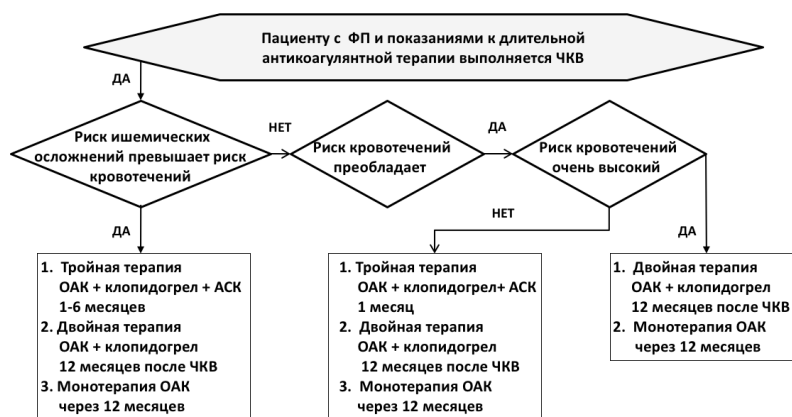 Пациенту с ФП и показаниями к длительной
антикоагулянтной терапии выполняется ЧКВ
ДА
Риск ишемических
осложнений превышает риск
кровотечений
НЕТ
Риск кровотечений
преобладает
ДА
Риск кровотечений
очень высокий
ДА
НЕТ
ДА
1. Тройная терапия
ОАК + клопидогрел + АСК
1-6 месяцев
2. Двойная терапия
ОАК + клопидогрел
12 месяцев после ЧКВ
3. Монотерапия ОАК
через 12 месяцев
1. Тройная терапия
ОАК + клопидогрел+ АСК
1 месяц
2. Двойная терапия
ОАК + клопидогрел
12 месяцев после ЧКВ
3. Монотерапия ОАК
через 12 месяцев
1. Двойная терапия
ОАК + клопидогрел
12 месяцев после ЧКВ
2. Монотерапия ОАК
через 12 месяцев